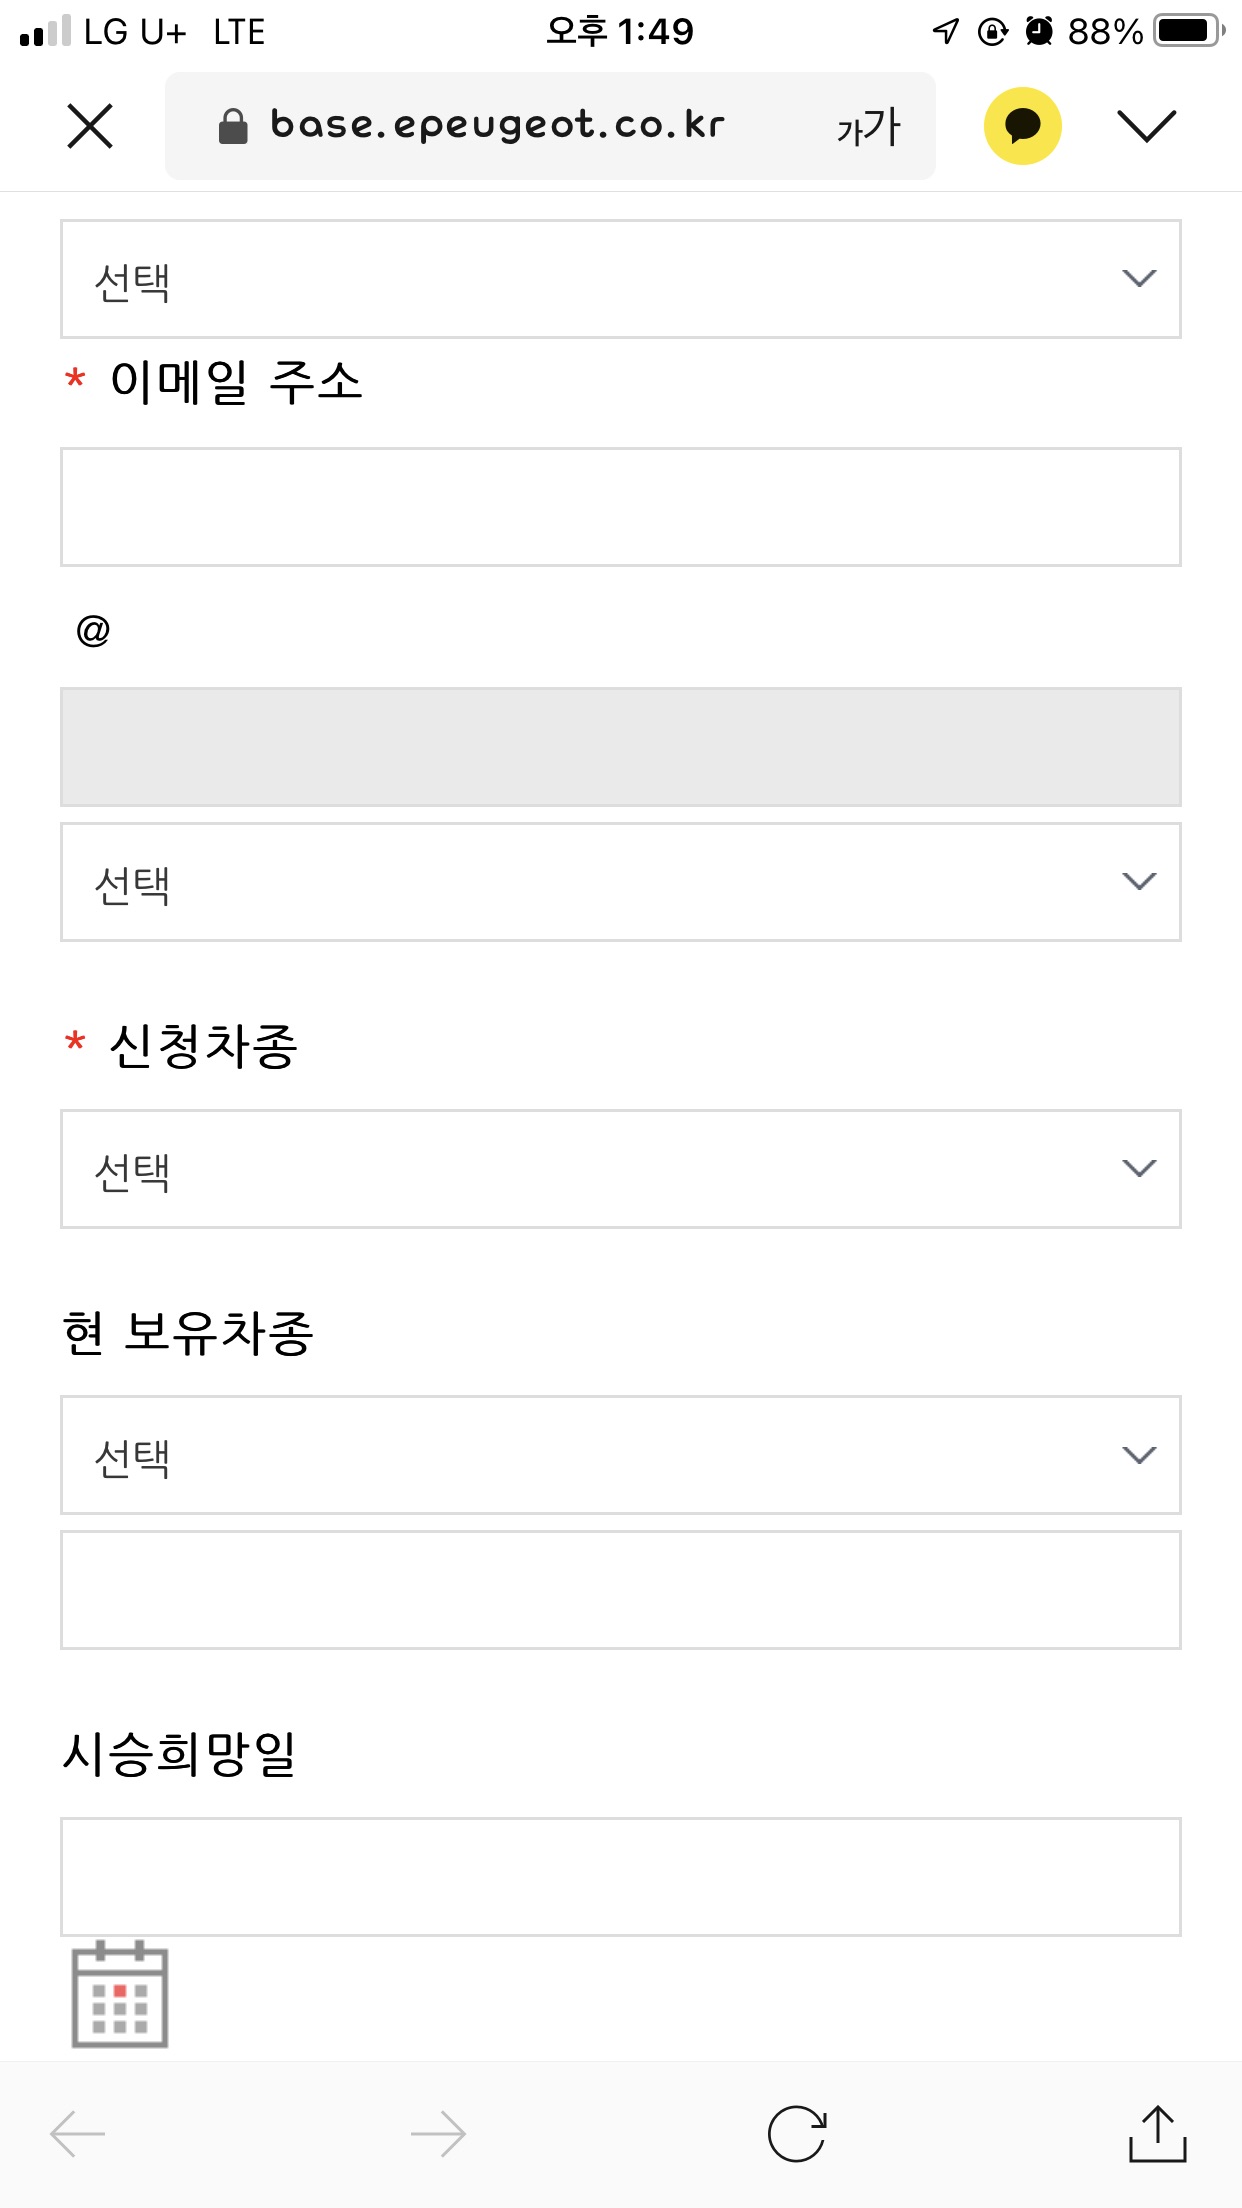 LG U+ LTE 오후 1:49 88%
base.epeugeot.co.kr 가가
선택
* 이메일 주소
@
선택
* 신청차종
선택
현 보유차종
선택
시승희망일